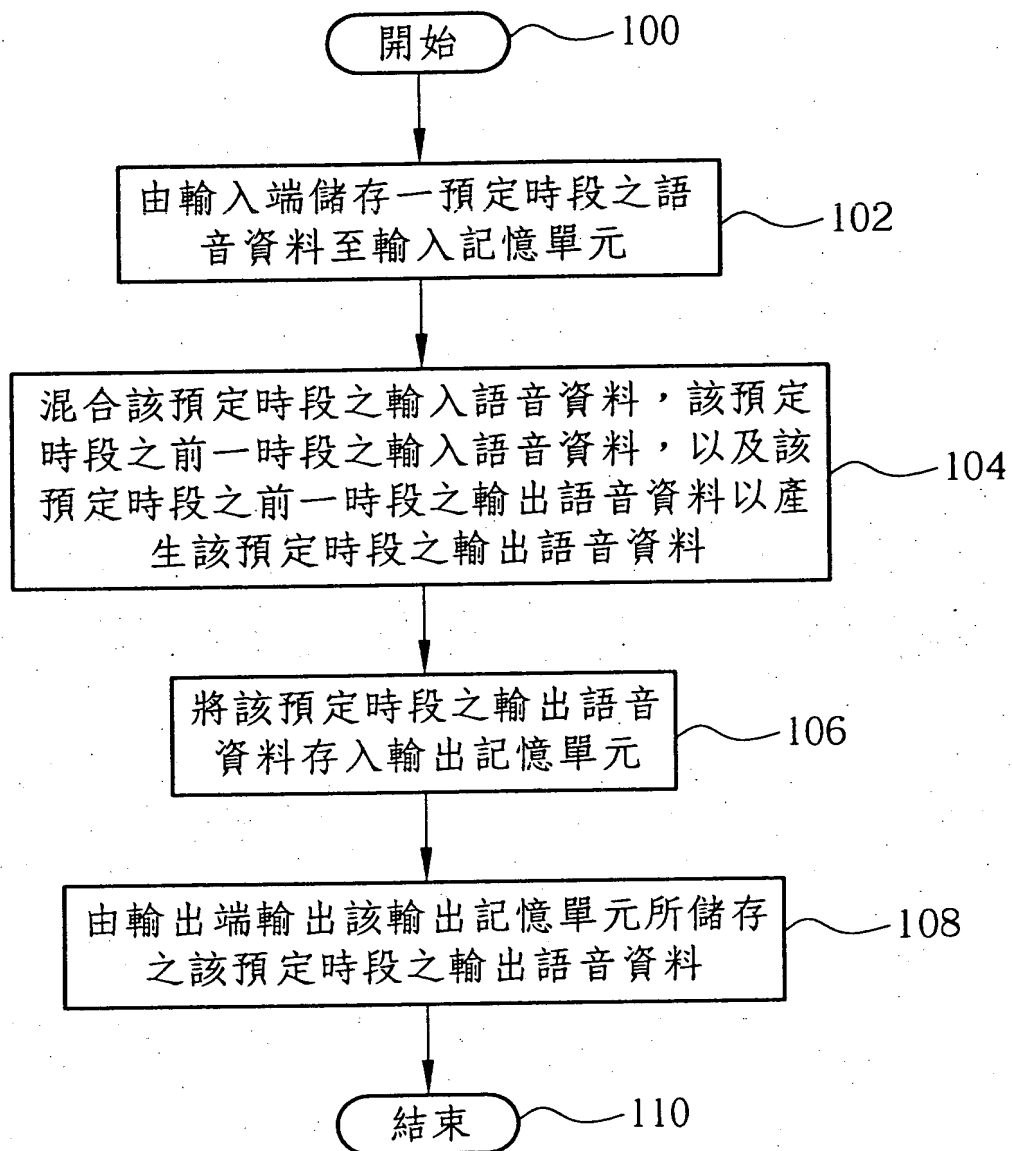 開始
100
由輸入端儲存一預定時段之語
音資料至輸入記憶單元
102
混合該預定時段之輸入語音資料，該預定
時段之前一時段之輸入語音資料，以及該
預定時段之前一時段之輸出語音資料以產
生該預定時段之輸出語音資料
104
將該預定時段之輸出語音
資料存入輸出記憶單元
106
由輸出端輸出該輸出記憶單元所儲存
之該預定時段之輸出語音資料
108
結束
110